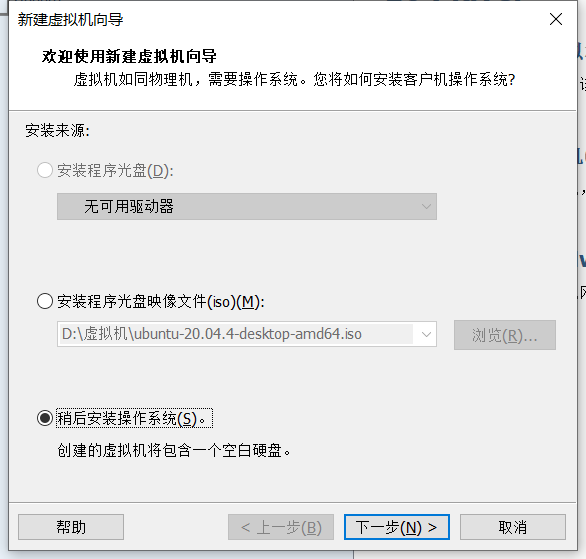 新建虚拟机向导
欢迎使用新建虚拟机向导
虚拟机如同物理机，需要操作系统。您将如何安装客户机操作系统?
安装来源:
安装程序光盘(D):
无可用驱动器
安装程序光盘映像文件(iso)(M):
D:\虚拟机\ubuntu-20.04.4-desktop-amd64.iso
浏览(R)...
稍后安装操作系统(S)。
创建的虚拟机将包含一个空白硬盘。
帮助
< 上一步(B)
下一步(N) >
取消